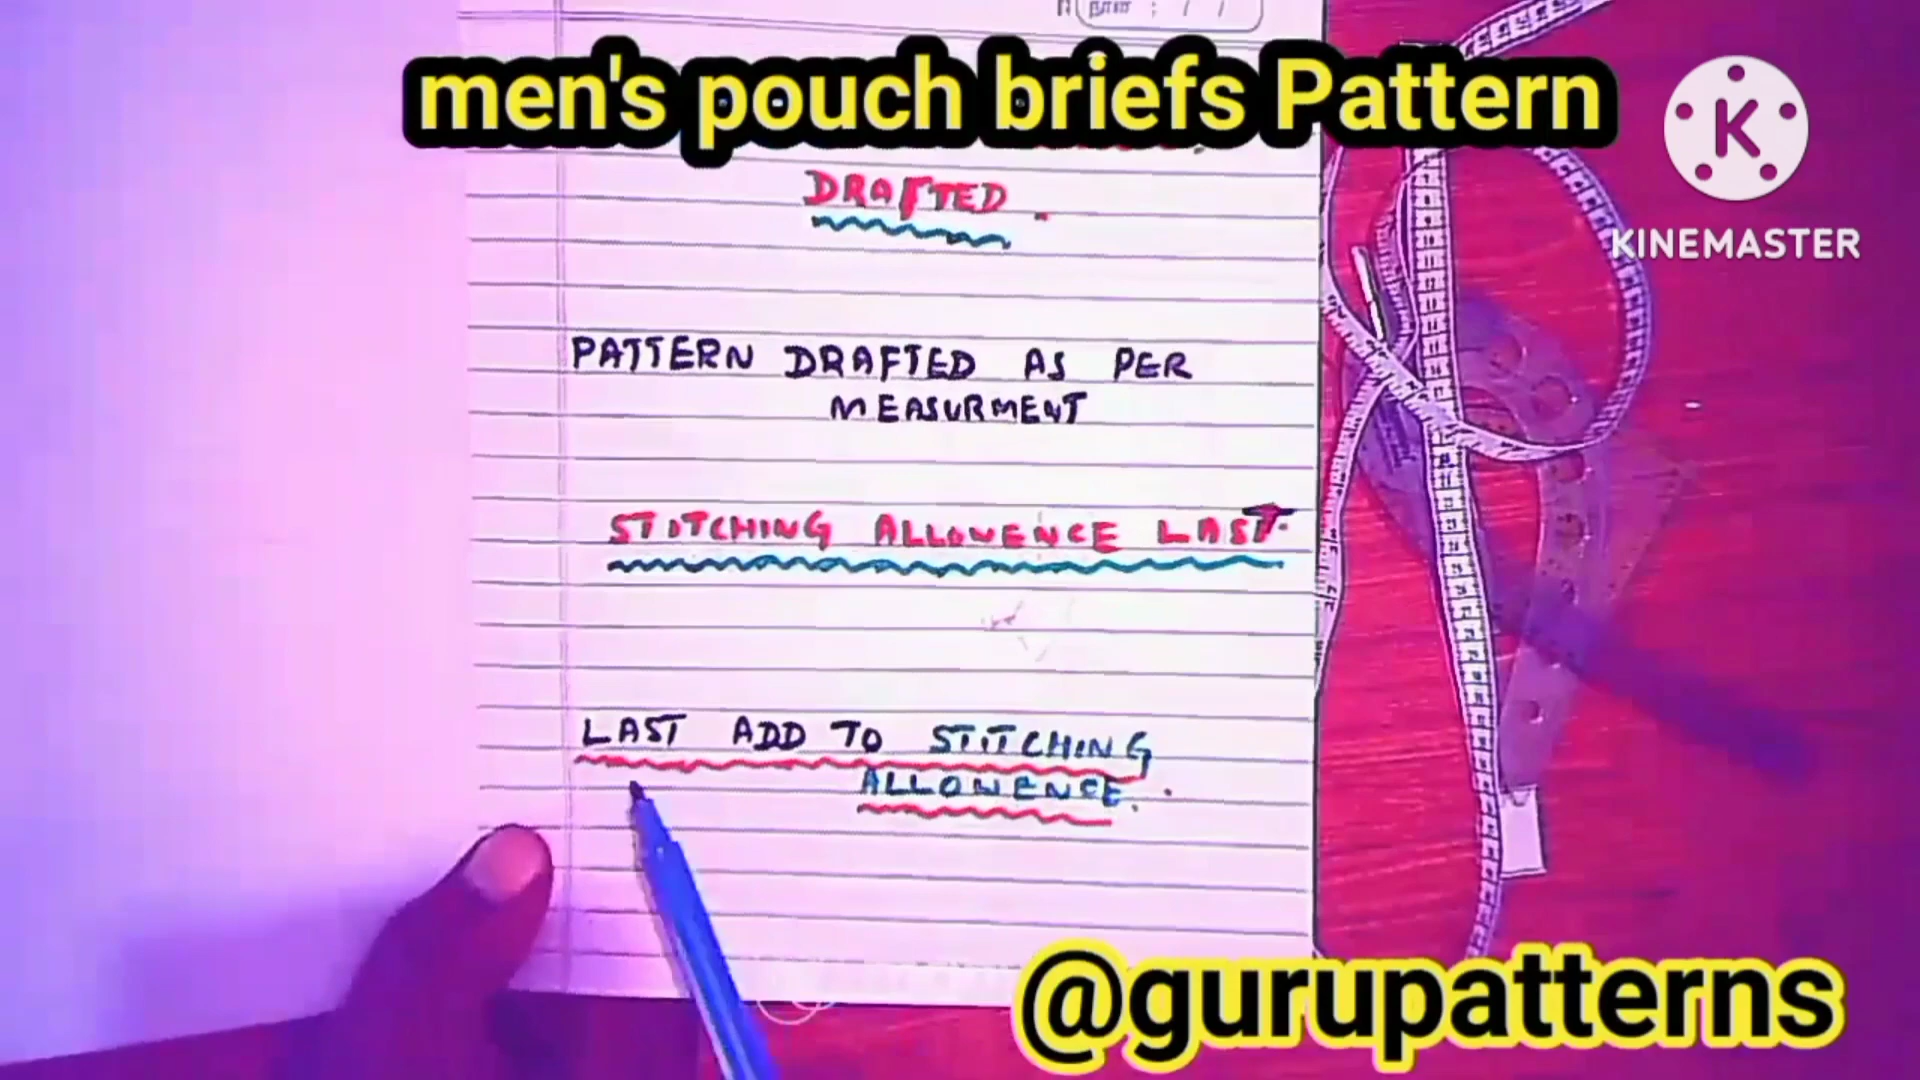 நாள் : / /
men's pouch briefs Pattern
K
KINEMASTER
DRAFTED.
PATTERN DRAFTED AS PER
MEASURMENT
STITCHING ALLOWENCE LAST.
LAST ADD TO STITCHING
ALLOWENCE.
@gurupatterns